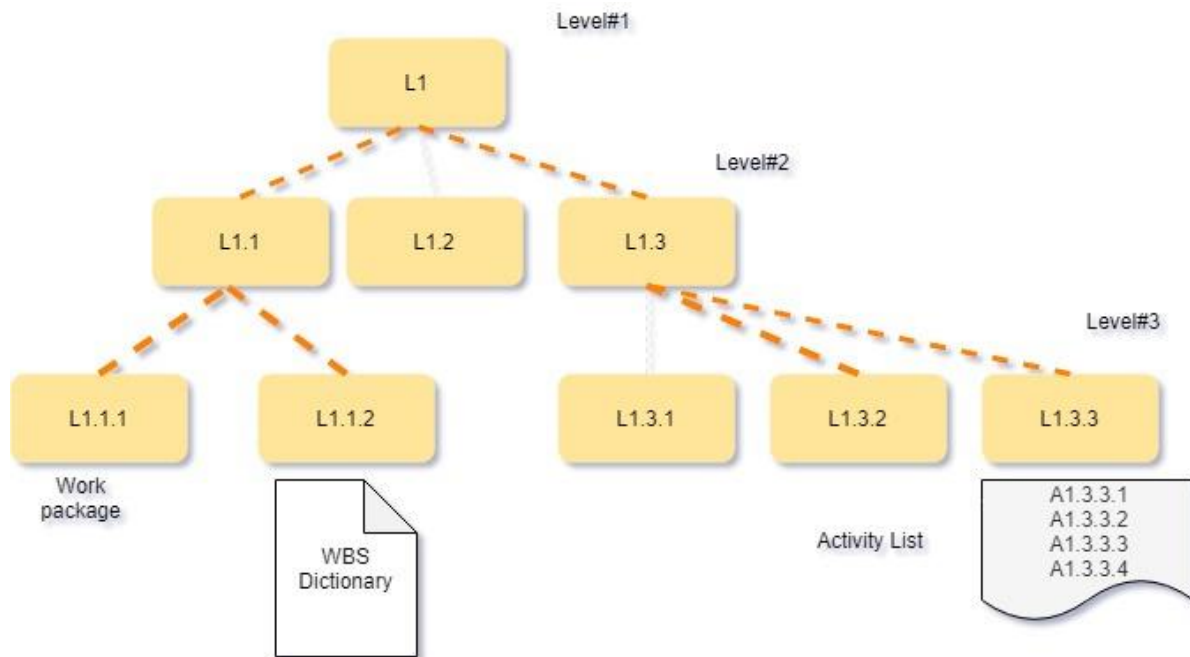 Level#1
L1
Level#2
L1.1
L1.2
L1.3
Level#3
L1.1.1
L1.1.2
L1.3.1
L1.3.2
L1.3.3
Work
package
WBS
Dictionary
Activity List
A1.3.3.1
A1.3.3.2
A1.3.3.3
A1.3.3.4